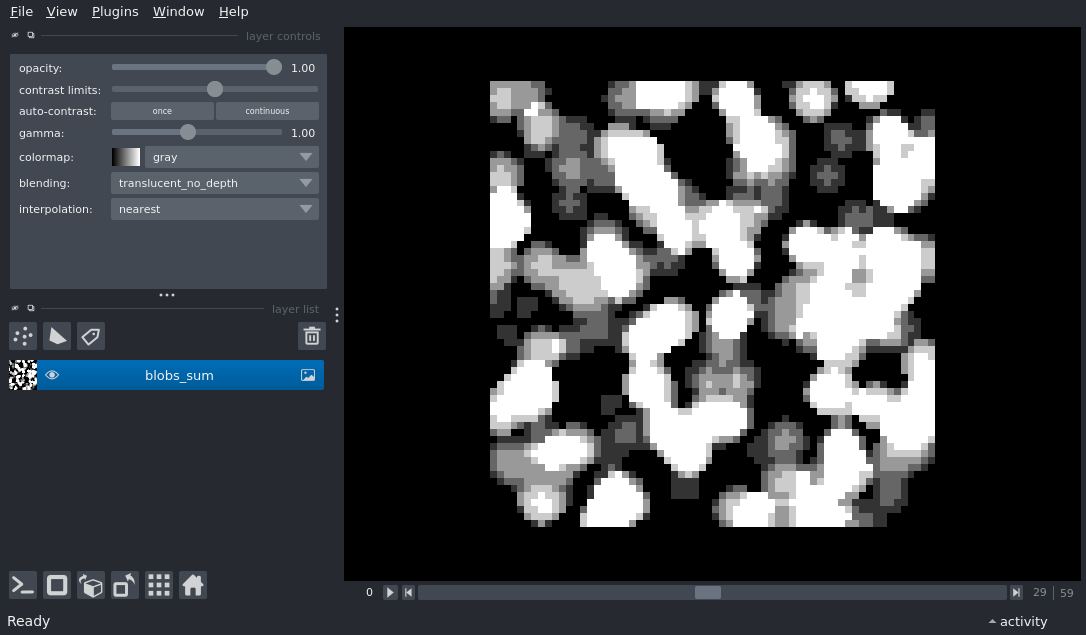 File View Plugins Window Help
layer controls
opacity: 1.00
contrast limits:
auto-contrast: once continuous
gamma: 1.00
colormap: gray
blending: translucent_no_depth
interpolation: nearest
layer list
blobs_sum
0 29 59
Ready activity